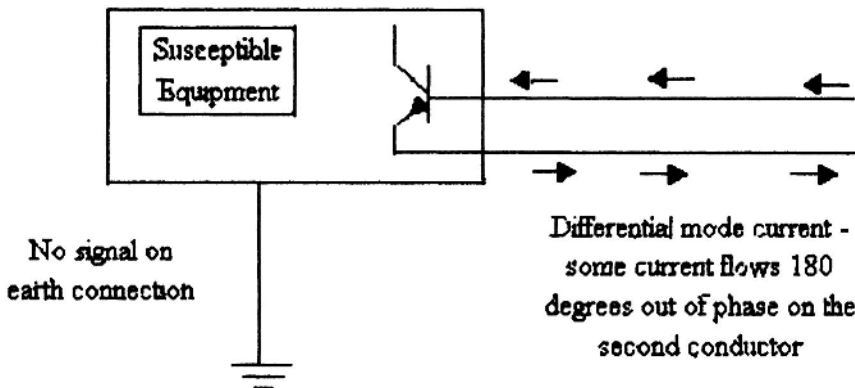 Susceptible
Equipment
No signal on
earth connection
Differential mode current -
some current flows 180
degrees out of phase on the
second conductor